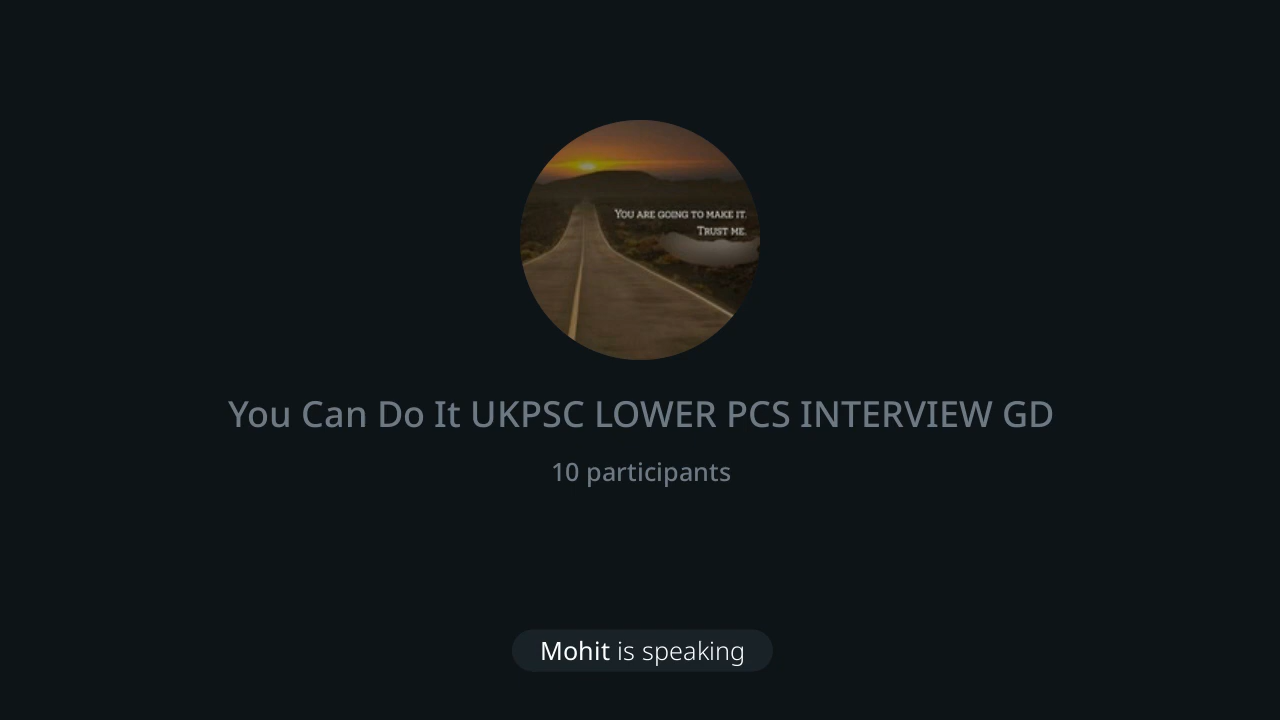 You are going to make it.
Trust me.
You Can Do It UKPSC LOWER PCS INTERVIEW GD
10 participants
Mohit is speaking